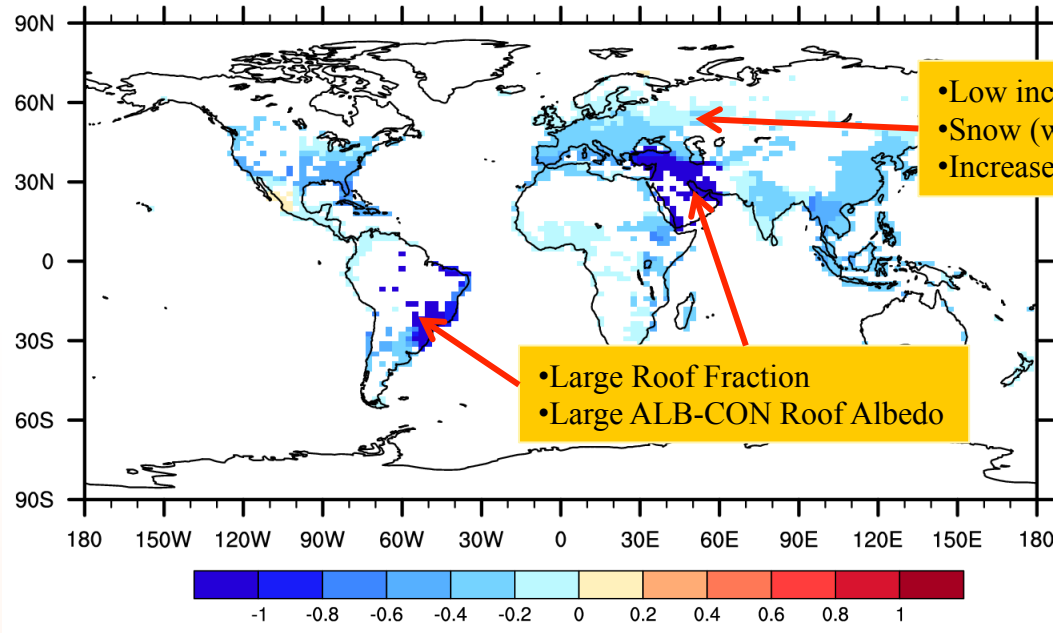 90N
60N
•Low inc
•Snow (w
•Increase
30N
0
30S
•Large Roof Fraction
•Large ALB-CON Roof Albedo
60S
90S
180 150W 120W 90W 60W 30W 0 30E 60E 90E 120E 150E 180
-1 -0.8 -0.6 -0.4 -0.2 0 0.2 0.4 0.6 0.8 1